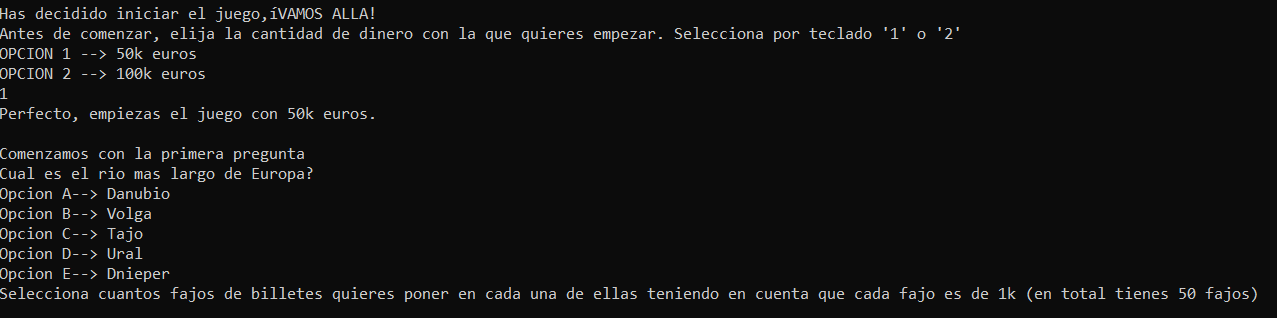 Has decidido iniciar el juego,íVAMOS ALLA!
Antes de comenzar, elija la cantidad de dinero con la que quieres empezar. Selecciona por teclado '1' o '2'
OPCION 1 --> 50k euros
OPCION 2 --> 100k euros
1
Perfecto, empiezas el juego con 50k euros.
Comenzamos con la primera pregunta
Cual es el rio mas largo de Europa?
Opcion A--> Danubio
Opcion B--> Volga
Opcion C--> Tajo
Opcion D--> Ural
Opcion E--> Dnieper
Selecciona cuantos fajos de billetes quieres poner en cada una de ellas teniendo en cuenta que cada fajo es de 1k (en total tienes 50 fajos)